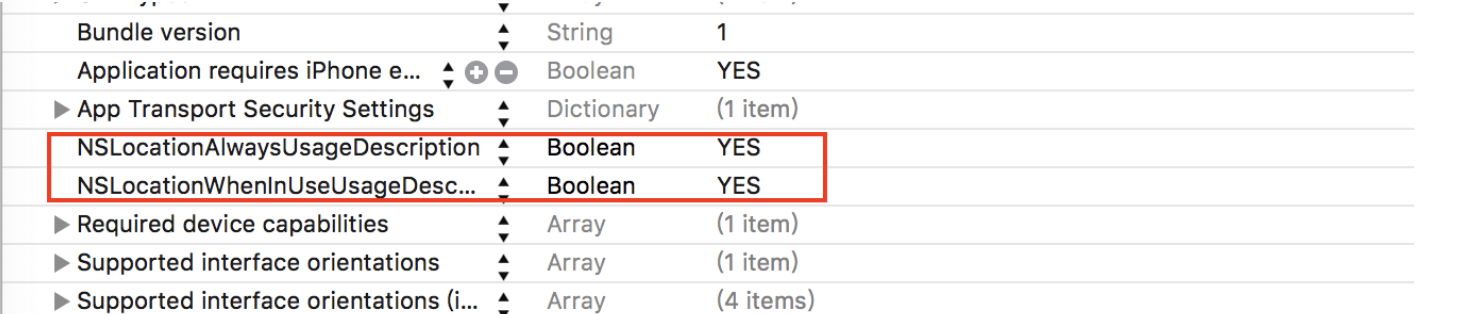 Bundle version String 1
Application requires iPhone e... Boolean YES
App Transport Security Settings Dictionary (1 item)
NSLocationAlwaysUsageDescription Boolean YES
NSLocationWhenInUseUsageDesc... Boolean YES
Required device capabilities Array (1 item)
Supported interface orientations Array (1 item)
Supported interface orientations (i... Array (4 items)